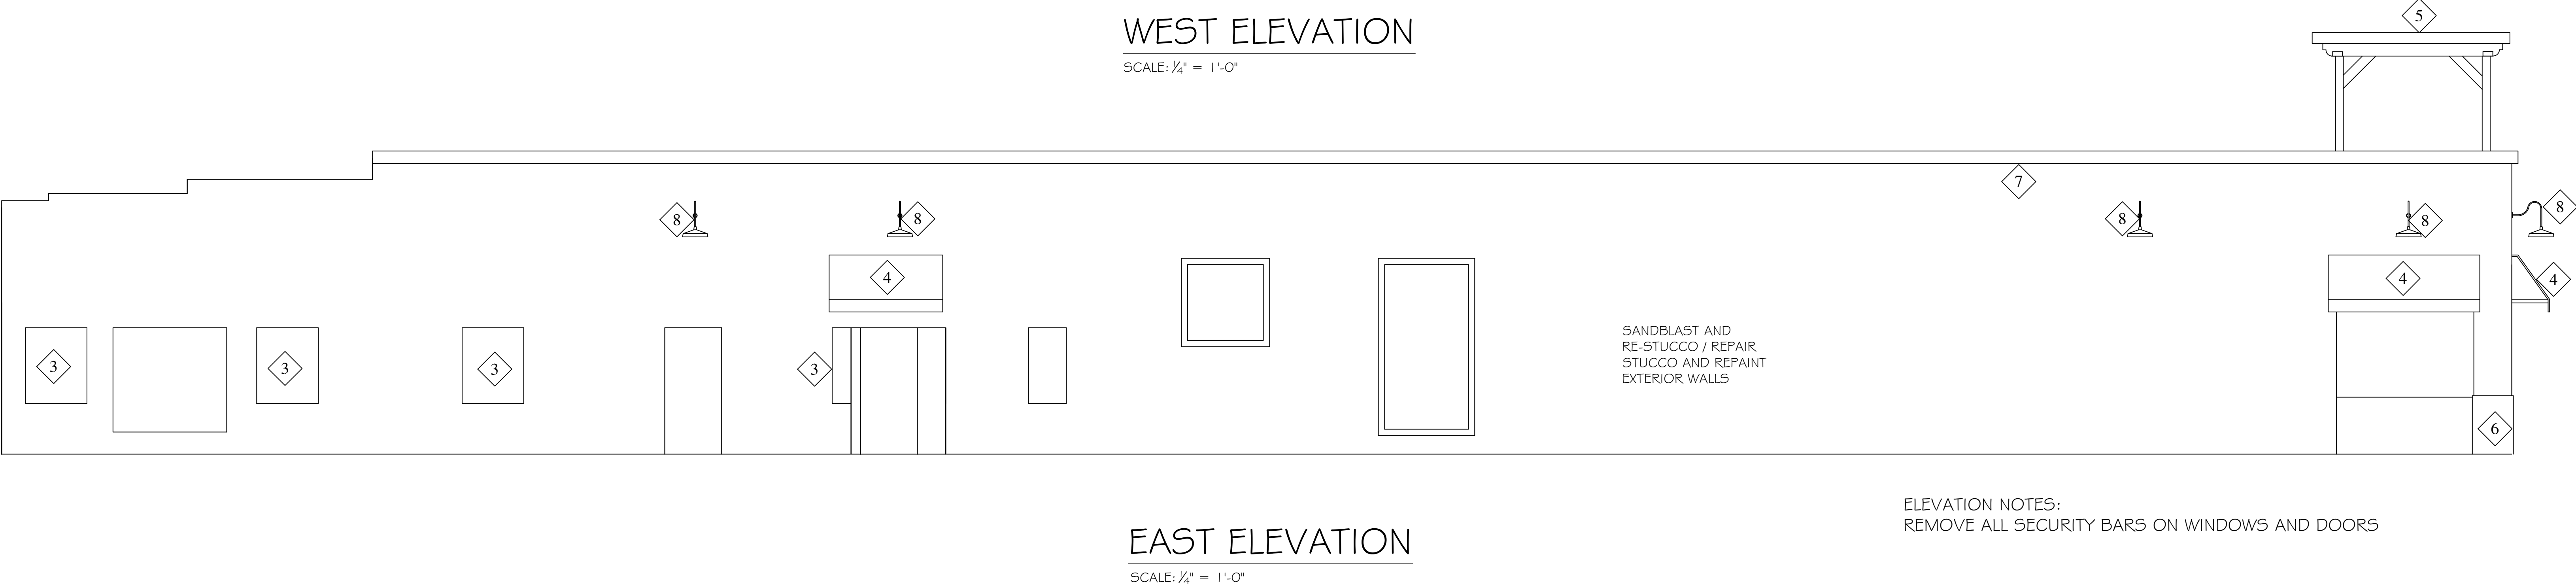 WEST ELEVATION
SCALE: ¼" = 1'-0"
5
7
8
8
8
8
8
4
4
4
3
3
3
3
SANDBLAST AND
RE-STUCCO / REPAIR
STUCCO AND REPAINT
EXTERIOR WALLS
6
ELEVATION NOTES:
REMOVE ALL SECURITY BARS ON WINDOWS AND DOORS
EAST ELEVATION
SCALE: ¼" = 1'-0"